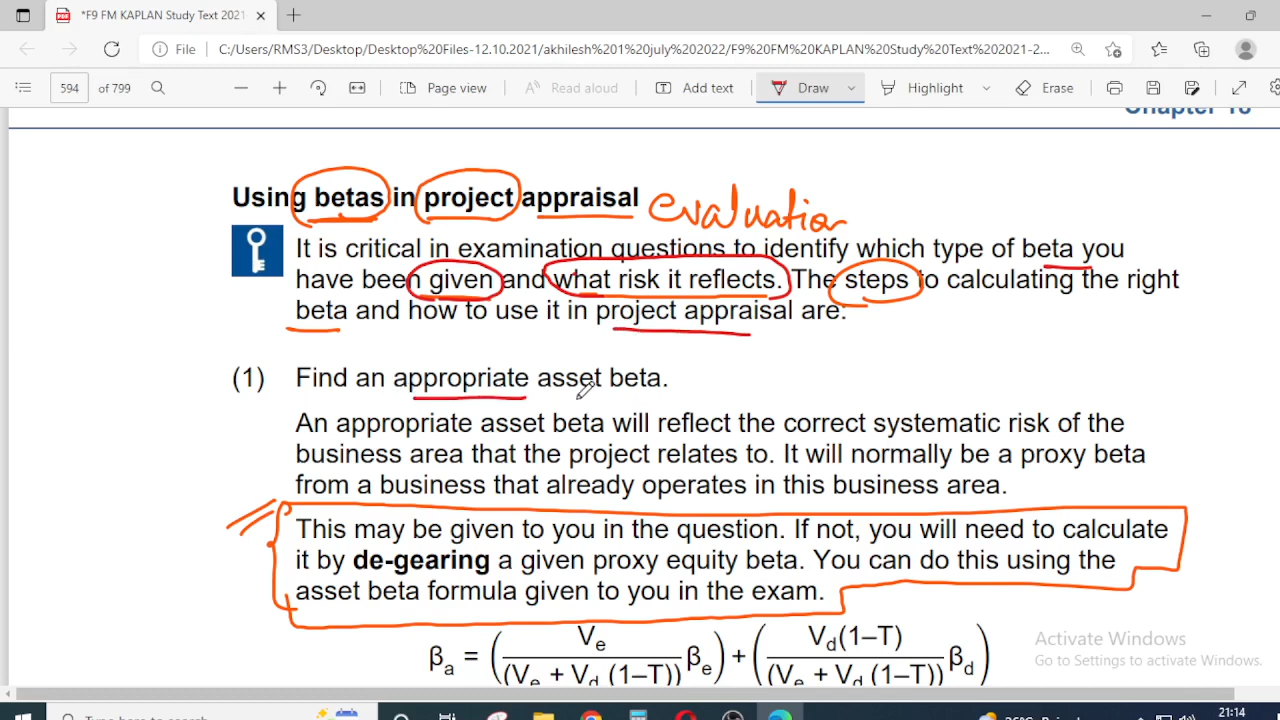 *F9 FM KAPLAN Study Text 2021
File
C:/Users/RMS3/Desktop/Desktop%20Files-12.10.2021/akhilesh%201%20july%202022/F9%20FM%20KAPLAN%20Study%20Text%202021-2...
594 of 799
Page view
Read aloud
Add text
Draw
Highlight
Erase
Using betas in project appraisal evaluation
It is critical in examination questions to identify which type of beta you
have been given and what risk it reflects. The steps to calculating the right
beta and how to use it in project appraisal are:
(1) Find an appropriate asset beta.
An appropriate asset beta will reflect the correct systematic risk of the
business area that the project relates to. It will normally be a proxy beta
from a business that already operates in this business area.
This may be given to you in the question. If not, you will need to calculate
it by de-gearing a given proxy equity beta. You can do this using the
asset beta formula given to you in the exam.
βa = (Ve / (Ve + Vd (1–T)) βe) + (Vd(1–T) / (Ve + Vd (1–T)) βd)
Activate Windows
Go to Settings to activate Windows.
21:14